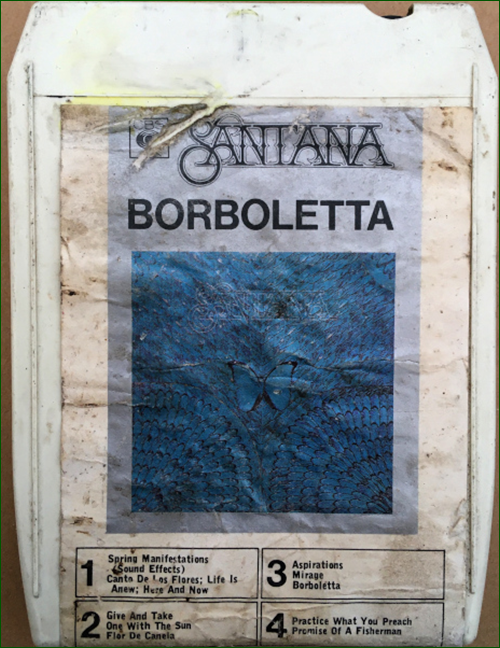 SANTANA
BORBOLETTA
SANTANA
1
Spring Manifestations
(Sound Effects)
Canto De Los Flores; Life Is
Anew; Here And Now
2
Give And Take
One With The Sun
Flor De Canela
3
Aspirations
Mirage
Borboletta
4
Practice What You Preach
Promise Of A Fisherman